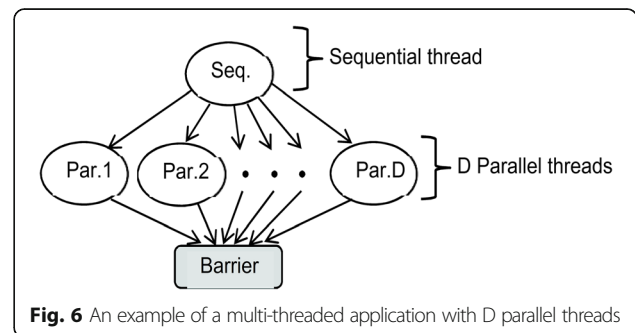 Seq.
Sequential thread
Par.1 Par.2 . . . Par.D
D Parallel threads
Barrier
Fig. 6 An example of a multi-threaded application with D parallel threads